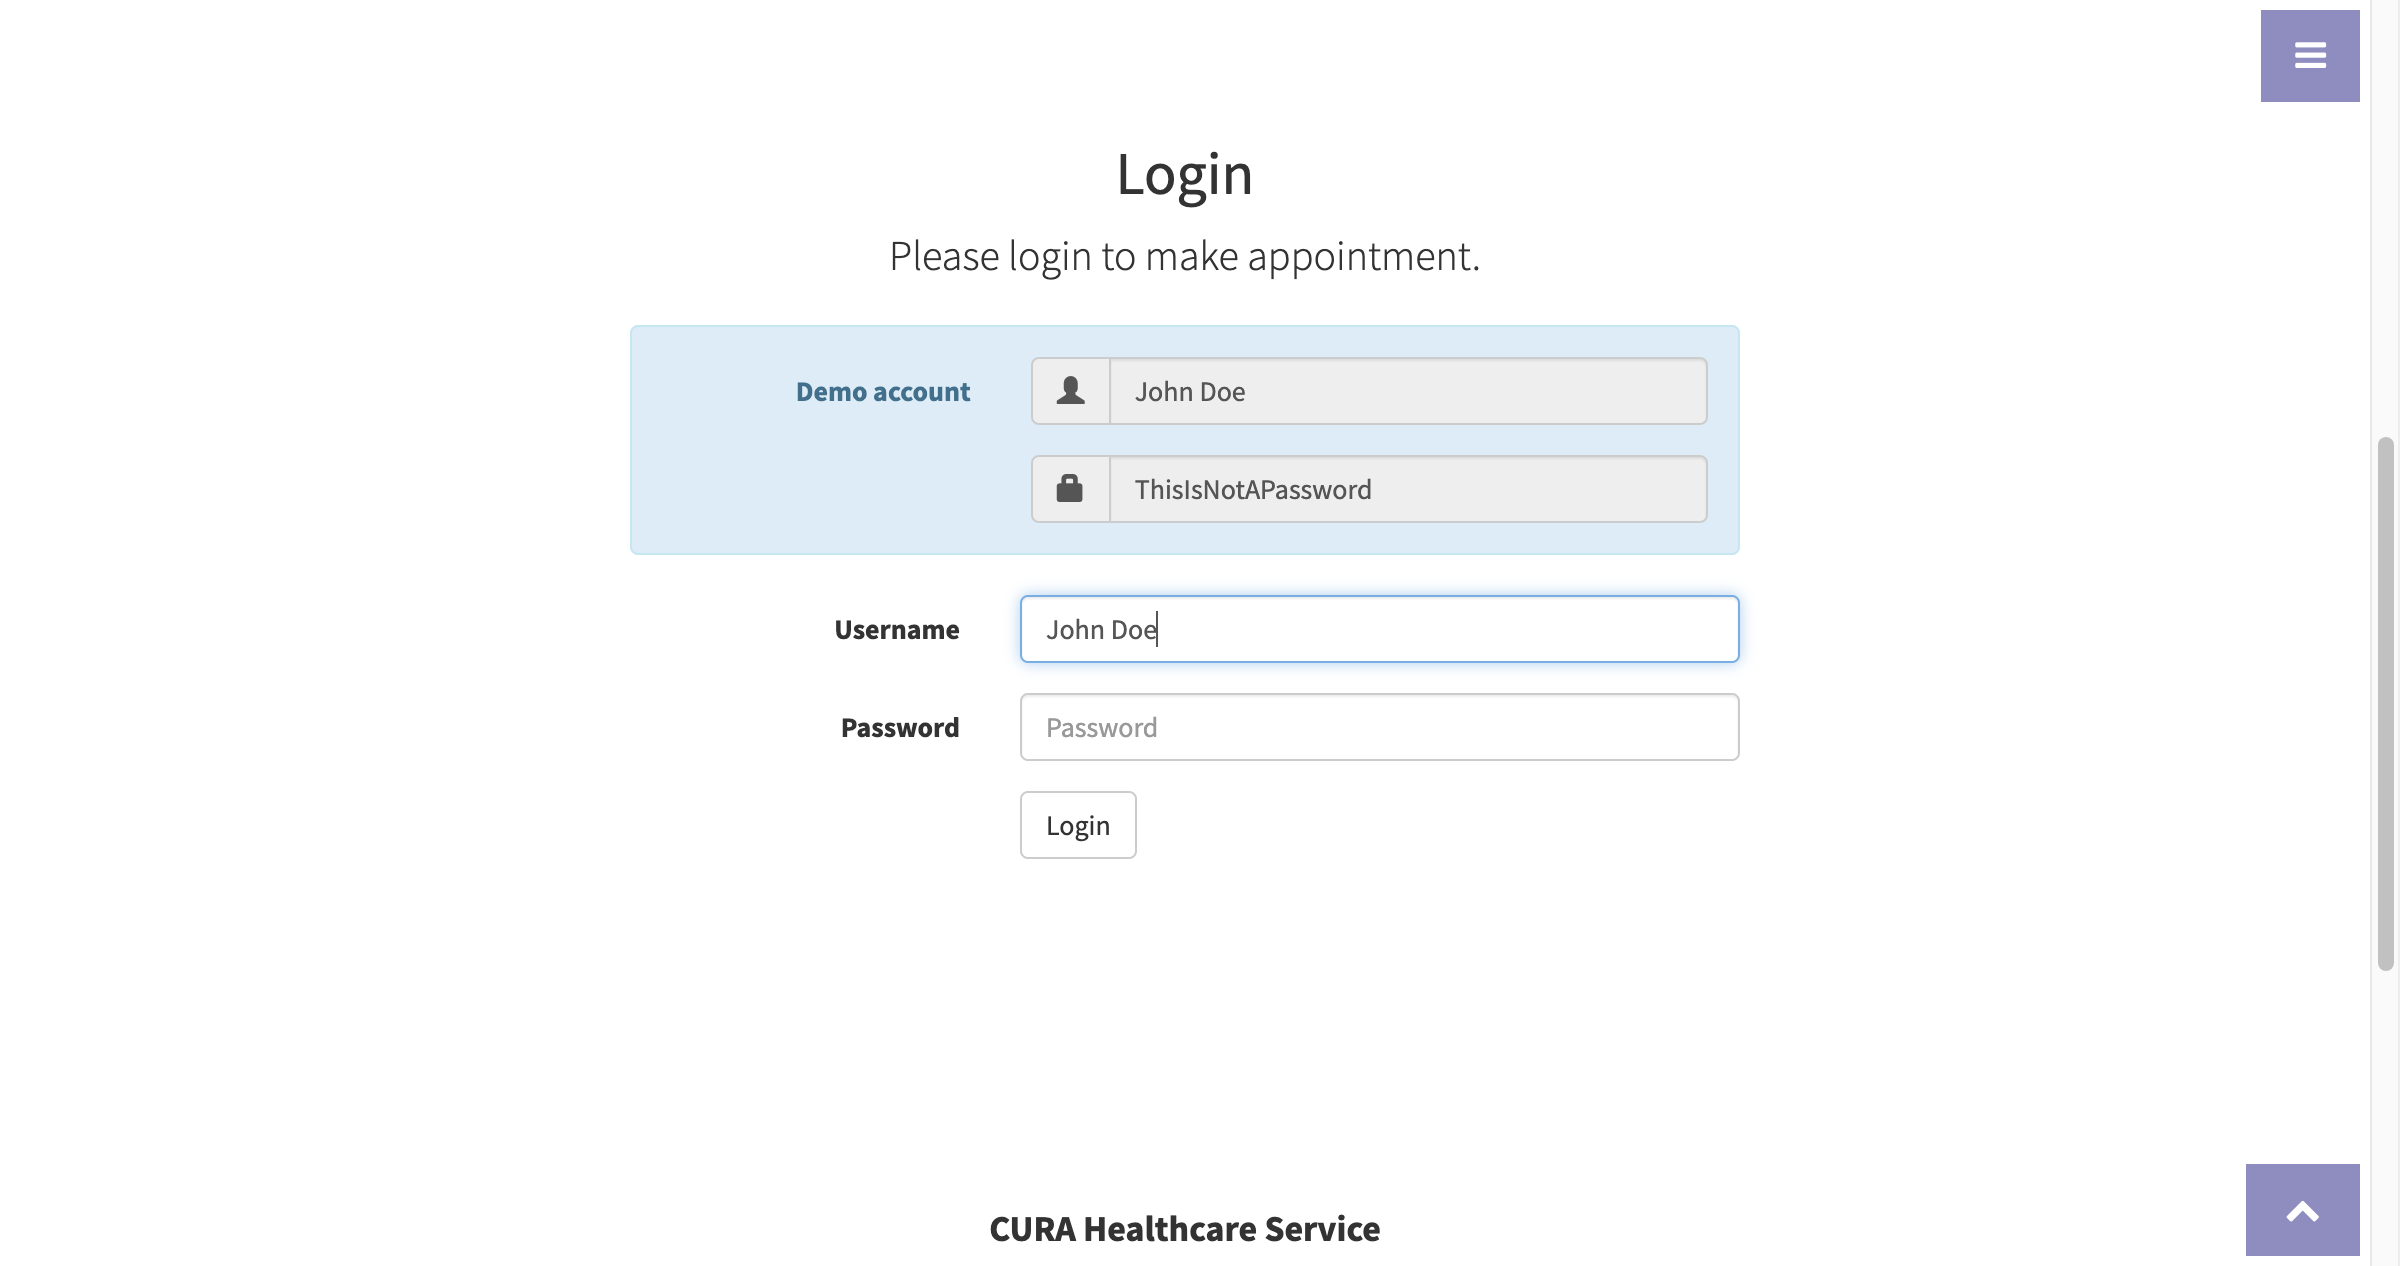 Login
Please login to make appointment.
Demo account
John Doe
ThisIsNotAPassword
Username
John Doe
Password
Password
Login
CURA Healthcare Service